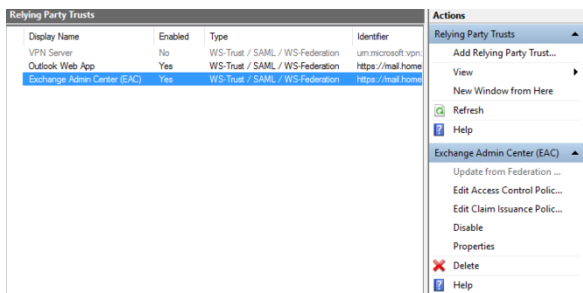 Relying Party Trusts
Display Name Enabled Type Identifier
VPN Server No WS-Trust / SAML / WS-Federation urn:microsoft:vpn:
Outlook Web App Yes WS-Trust / SAML / WS-Federation https://mail.home
Exchange Admin Center (EAC) Yes WS-Trust / SAML / WS-Federation https://mail.home
Actions
Relying Party Trusts
Add Relying Party Trust...
View
New Window from Here
Refresh
Help
Exchange Admin Center (EAC)
Update from Federation ...
Edit Access Control Polic...
Edit Claim Issuance Polic...
Disable
Properties
Delete
Help